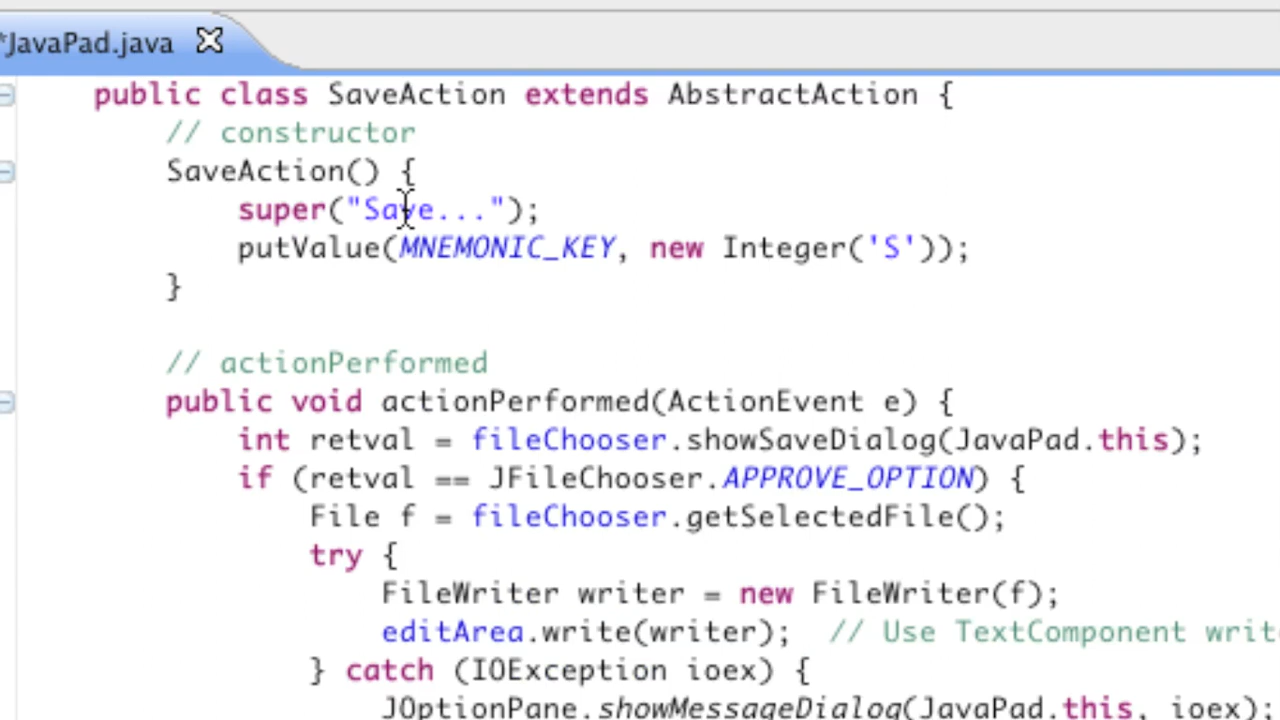 *JavaPad.java
public class SaveAction extends AbstractAction {
// constructor
SaveAction() {
super("Save...");
putValue(MNEMONIC_KEY, new Integer('S'));
}
// actionPerformed
public void actionPerformed(ActionEvent e) {
int retval = fileChooser.showSaveDialog(JavaPad.this);
if (retval == JFileChooser.APPROVE_OPTION) {
File f = fileChooser.getSelectedFile();
try {
FileWriter writer = new FileWriter(f);
editArea.write(writer);  // Use TextComponent writ
} catch (IOException ioex) {
JOptionPane.showMessageDialog(JavaPad.this, ioex);